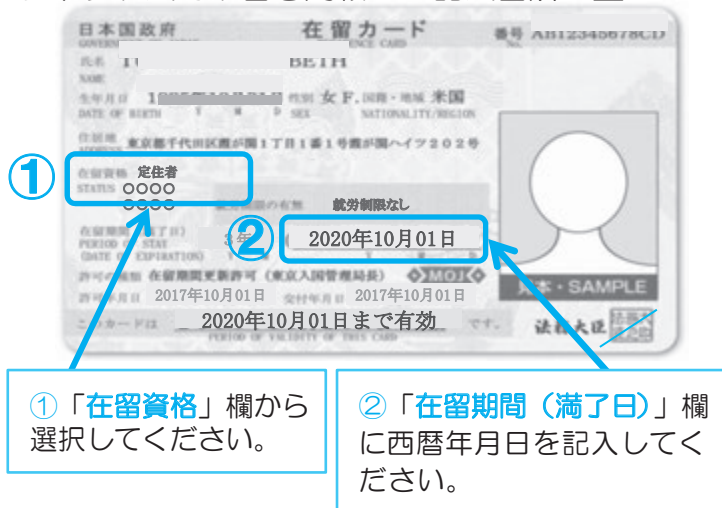 日本国政府 在留カード 番号 AB12345678CD
氏名 BETH
NAME
生年月日 1 性別 女 F. 国籍・地域 米国
DATE OF BIRTH Y M D SEX NATIONALITY/REGION
住居地 東京都千代田区霞が関1丁目1番1号霞が関ハイツ202号
① 在留資格 定住者
STATUS ○○○○
就労制限なし
在留期間（満了日） 3年 ② 2020年10月01日
PERIOD OF STAY
(DATE OF EXPIRATION) Y M D
許可の種類 在留期間更新許可（東京入国管理局長） MOJ
許可年月日 2017年10月01日 交付年月日 2017年10月01日
見本・SAMPLE
このカードは 2020年10月01日まで有効 です。 法務大臣
PERIOD OF VALIDITY OF THIS CARD
①「在留資格」欄から
選択してください。
②「在留期間（満了日）」欄
に西暦年月日を記入してく
ださい。